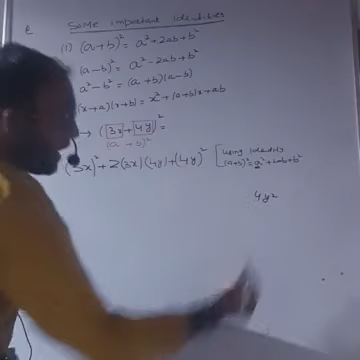 Some important Identities
(1) (a+b)² = a² + 2ab + b²
(a-b)² = a² - 2ab + b²
a² - b² = (a+b)(a-b)
(x+a)(x+b) = x² + (a+b)x + ab
→ (3x+4y)² =
(a + b)²
(3x)² + 2(3x)(4y) + (4y)² [using identity
(a+b)² = a² + 2ab + b²
4y²